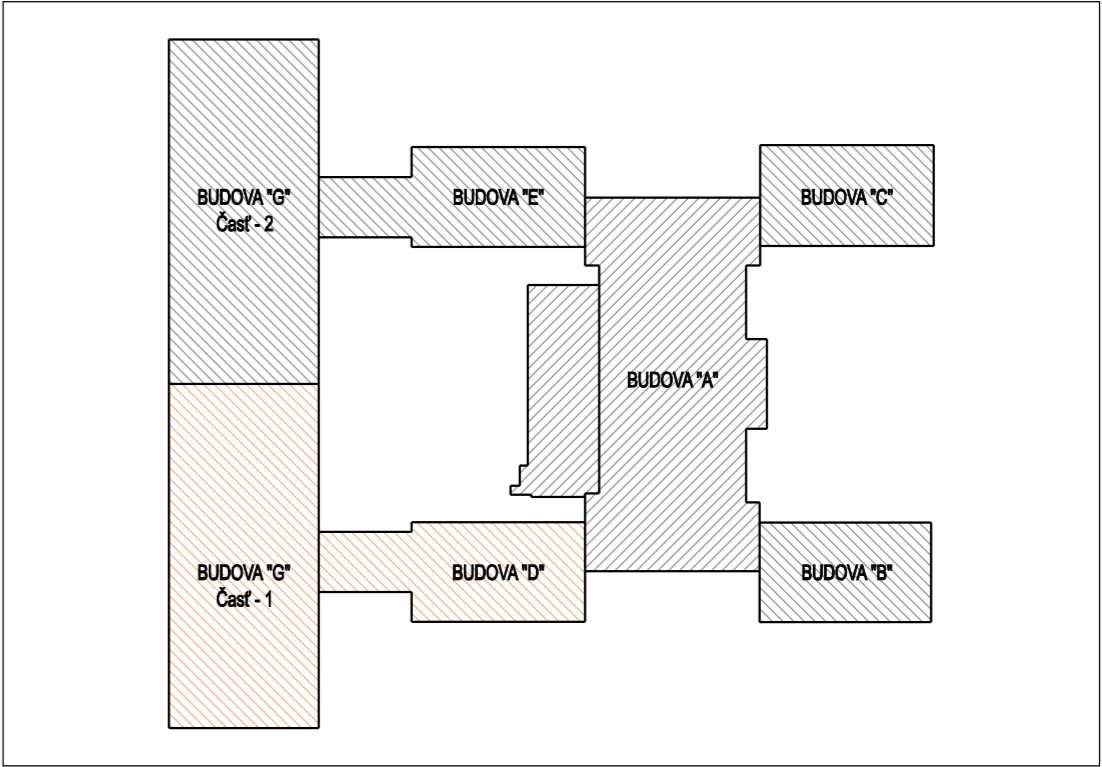 BUDOVA "G"
Časť - 2
BUDOVA "E"
BUDOVA "C"
BUDOVA "A"
BUDOVA "G"
Časť - 1
BUDOVA "D"
BUDOVA "B"